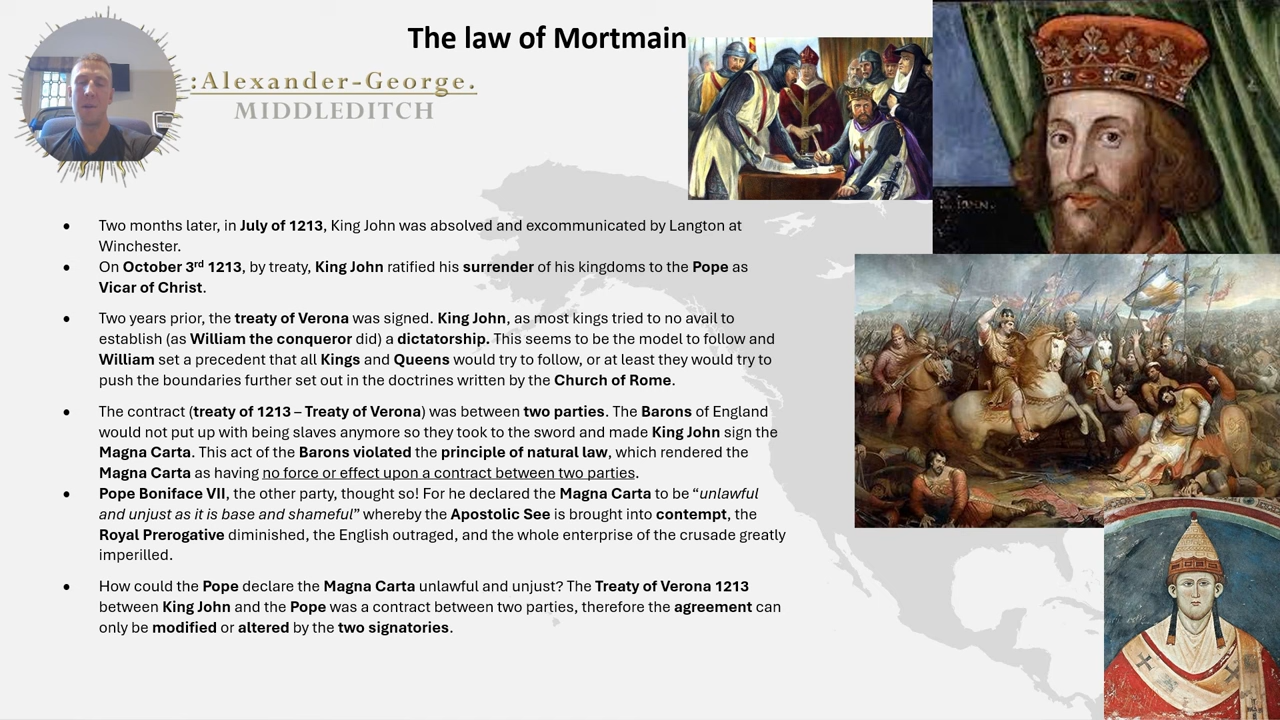 The law of Mortmain
:Alexander-George.
MIDDLEDITCH
• Two months later, in July of 1213, King John was absolved and excommunicated by Langton at
Winchester.
• On October 3rd 1213, by treaty, King John ratified his surrender of his kingdoms to the Pope as
Vicar of Christ.
• Two years prior, the treaty of Verona was signed. King John, as most kings tried to no avail to
establish (as William the conqueror did) a dictatorship. This seems to be the model to follow and
William set a precedent that all Kings and Queens would try to follow, or at least they would try to
push the boundaries further set out in the doctrines written by the Church of Rome.
• The contract (treaty of 1213 – Treaty of Verona) was between two parties. The Barons of England
would not put up with being slaves anymore so they took to the sword and made King John sign the
Magna Carta. This act of the Barons violated the principle of natural law, which rendered the
Magna Carta as having no force or effect upon a contract between two parties.
• Pope Boniface VII, the other party, thought so! For he declared the Magna Carta to be “unlawful
and unjust as it is base and shameful” whereby the Apostolic See is brought into contempt, the
Royal Prerogative diminished, the English outraged, and the whole enterprise of the crusade greatly
imperilled.
• How could the Pope declare the Magna Carta unlawful and unjust? The Treaty of Verona 1213
between King John and the Pope was a contract between two parties, therefore the agreement can
only be modified or altered by the two signatories.